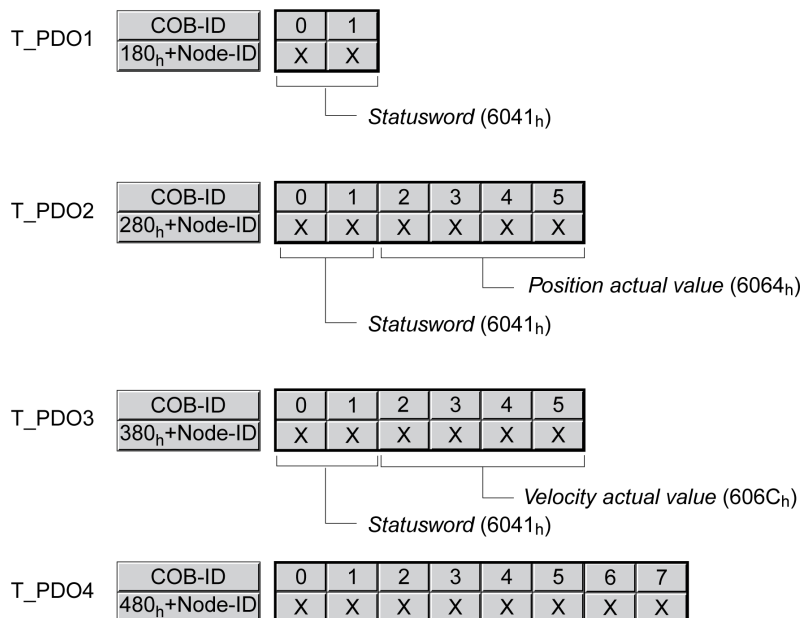 T_PDO1 COB-ID 0 1
180h+Node-ID X X
Statusword (6041h)
T_PDO2 COB-ID 0 1 2 3 4 5
280h+Node-ID X X X X X X
Position actual value (6064h)
Statusword (6041h)
T_PDO3 COB-ID 0 1 2 3 4 5
380h+Node-ID X X X X X X
Velocity actual value (606Ch)
Statusword (6041h)
T_PDO4 COB-ID 0 1 2 3 4 5 6 7
480h+Node-ID X X X X X X X X